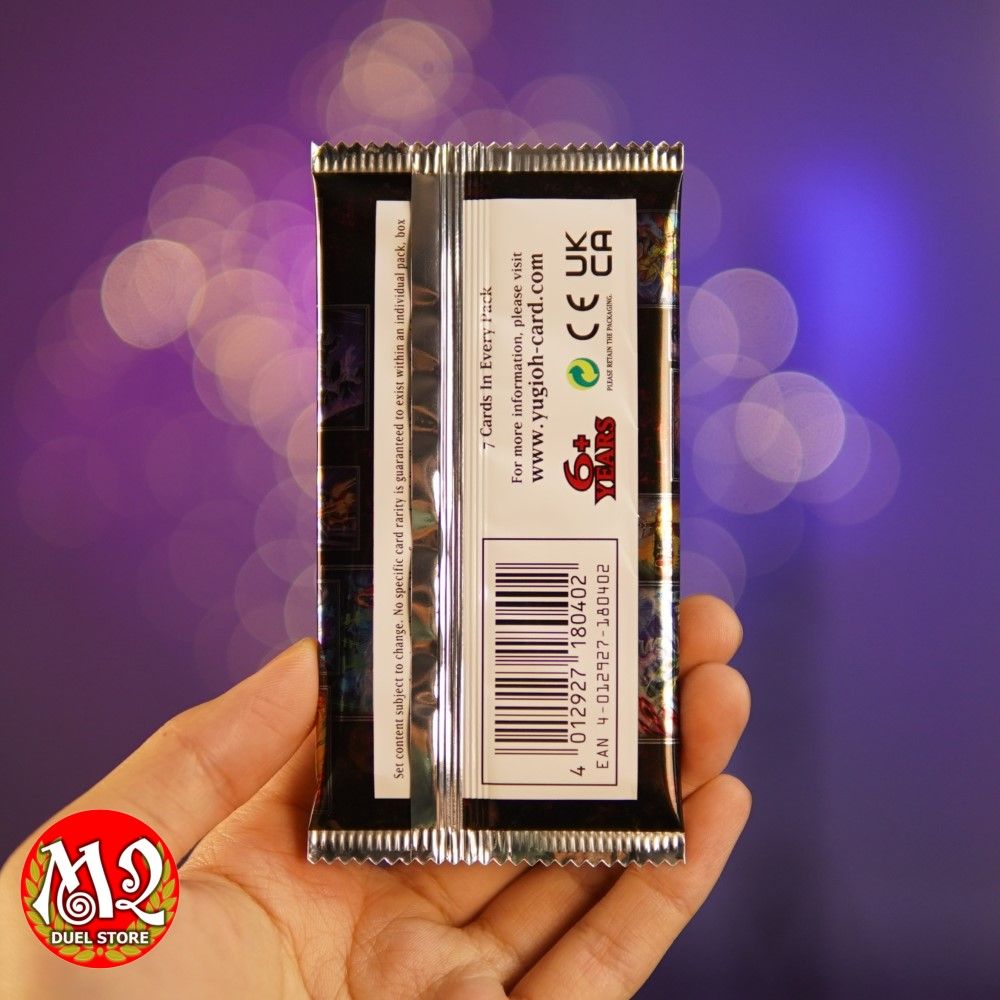 Set content subject to change. No specific card rarity is guaranteed to exist within an individual pack, box
7 Cards In Every Pack
For more information, please visit
www.yugioh-card.com
6+
YEARS
PLEASE RETAIN THE PACKAGING.
CE
UK
CA
4 012927 180402
EAN 4-012927-180402
M2
DUEL STORE